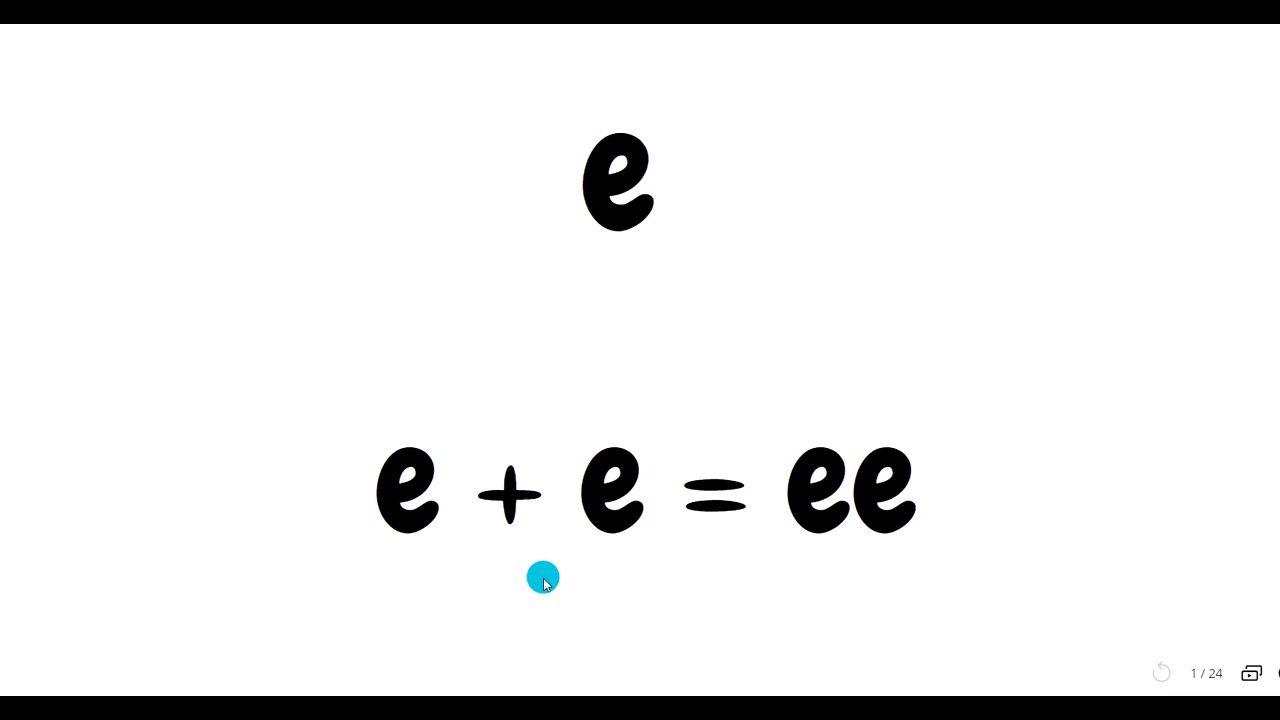 e
e + e = ee
1 / 24